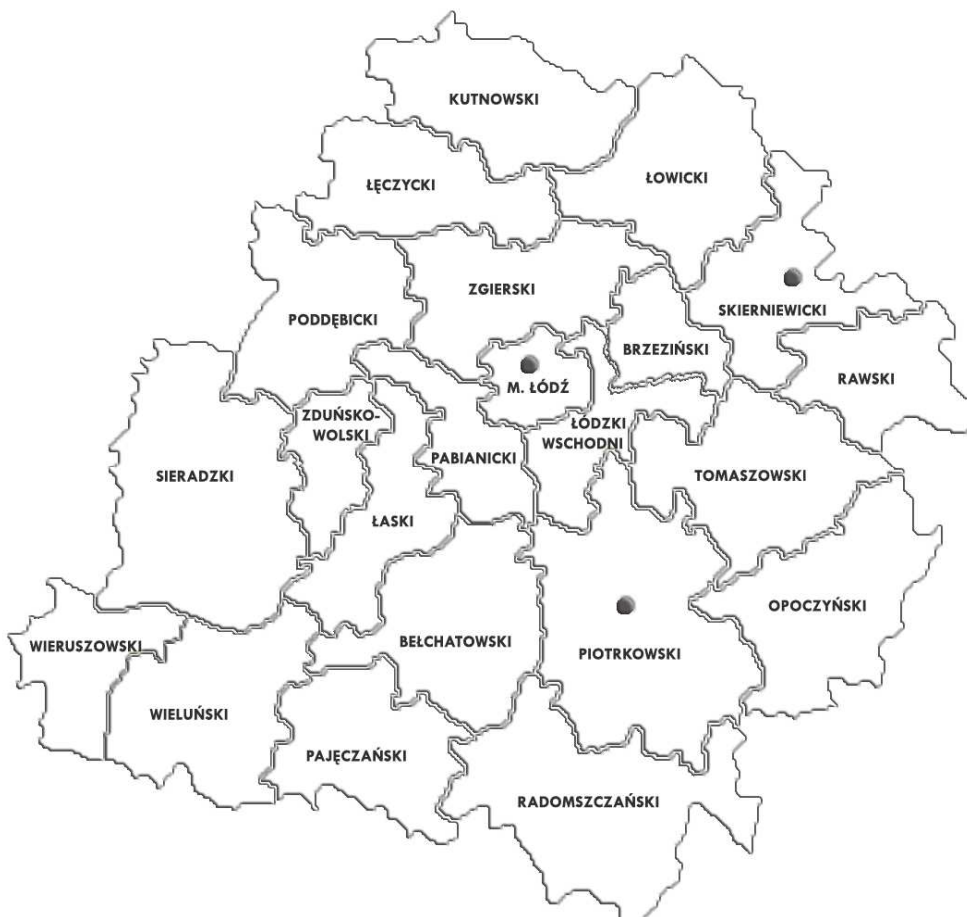 KUTNOWSKI
ŁĘCZYCKI
ŁOWICKI
ZGIERSKI
SKIERNIEWICKI
PODDĘBICKI
BRZEZIŃSKI
RAWSKI
M. ŁÓDŹ
ZDUŃSKO-
WOLSKI
ŁÓDZKI
WSCHODNI
PABIANICKI
SIERADZKI
TOMASZOWSKI
ŁASKI
OPOCZYŃSKI
WIERUSZOWSKI
BEŁCHATOWSKI
PIOTRKOWSKI
WIELUŃSKI
PAJĘCZAŃSKI
RADOMSZCZAŃSKI